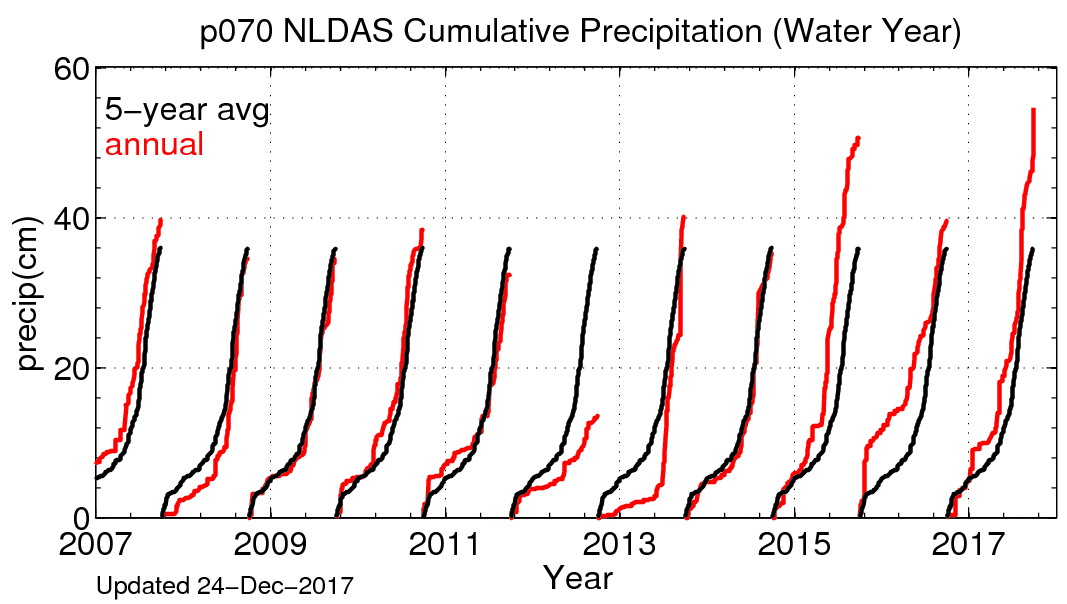 p070 NLDAS Cumulative Precipitation (Water Year)
60
5−year avg
annual
40
precip(cm)
20
0
2007 2009 2011 2013 2015 2017
Year
Updated 24−Dec−2017